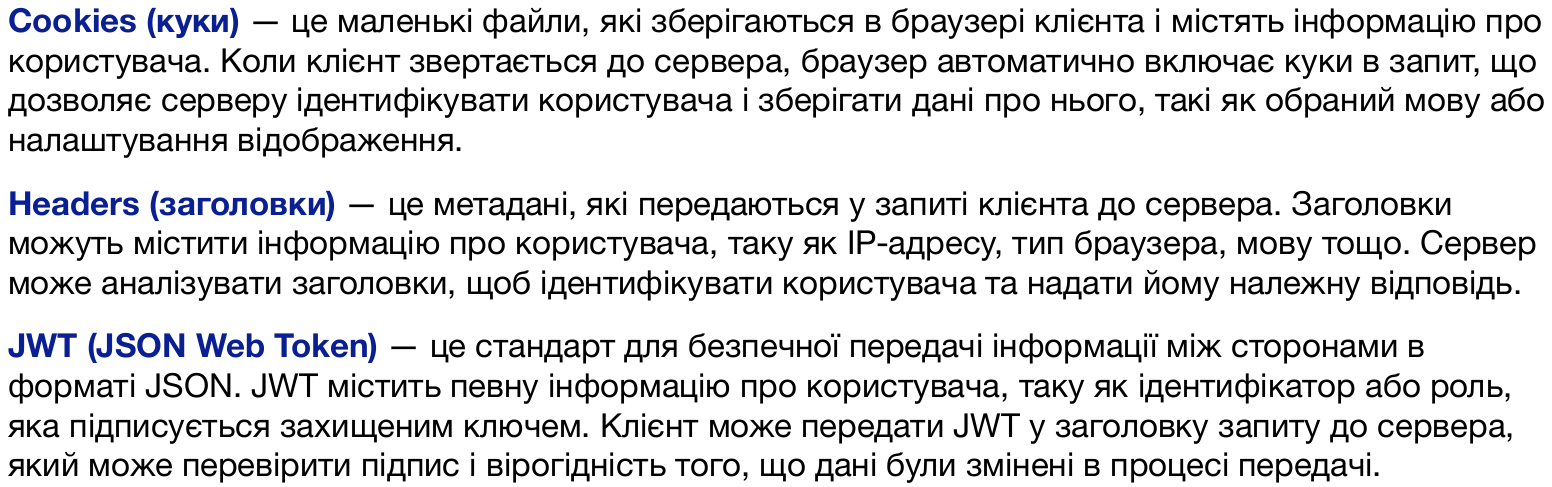 Cookies (куки) — це маленькі файли, які зберігаються в браузері клієнта і містять інформацію про
користувача. Коли клієнт звертається до сервера, браузер автоматично включає куки в запит, що
дозволяє серверу ідентифікувати користувача і зберігати дані про нього, такі як обраний мову або
налаштування відображення.
Headers (заголовки) — це метадані, які передаються у запиті клієнта до сервера. Заголовки
можуть містити інформацію про користувача, таку як IP-адресу, тип браузера, мову тощо. Сервер
може аналізувати заголовки, щоб ідентифікувати користувача та надати йому належну відповідь.
JWT (JSON Web Token) — це стандарт для безпечної передачі інформації між сторонами в
форматі JSON. JWT містить певну інформацію про користувача, таку як ідентифікатор або роль,
яка підписується захищеним ключем. Клієнт може передати JWT у заголовку запиту до сервера,
який може перевірити підпис і вірогідність того, що дані були змінені в процесі передачі.